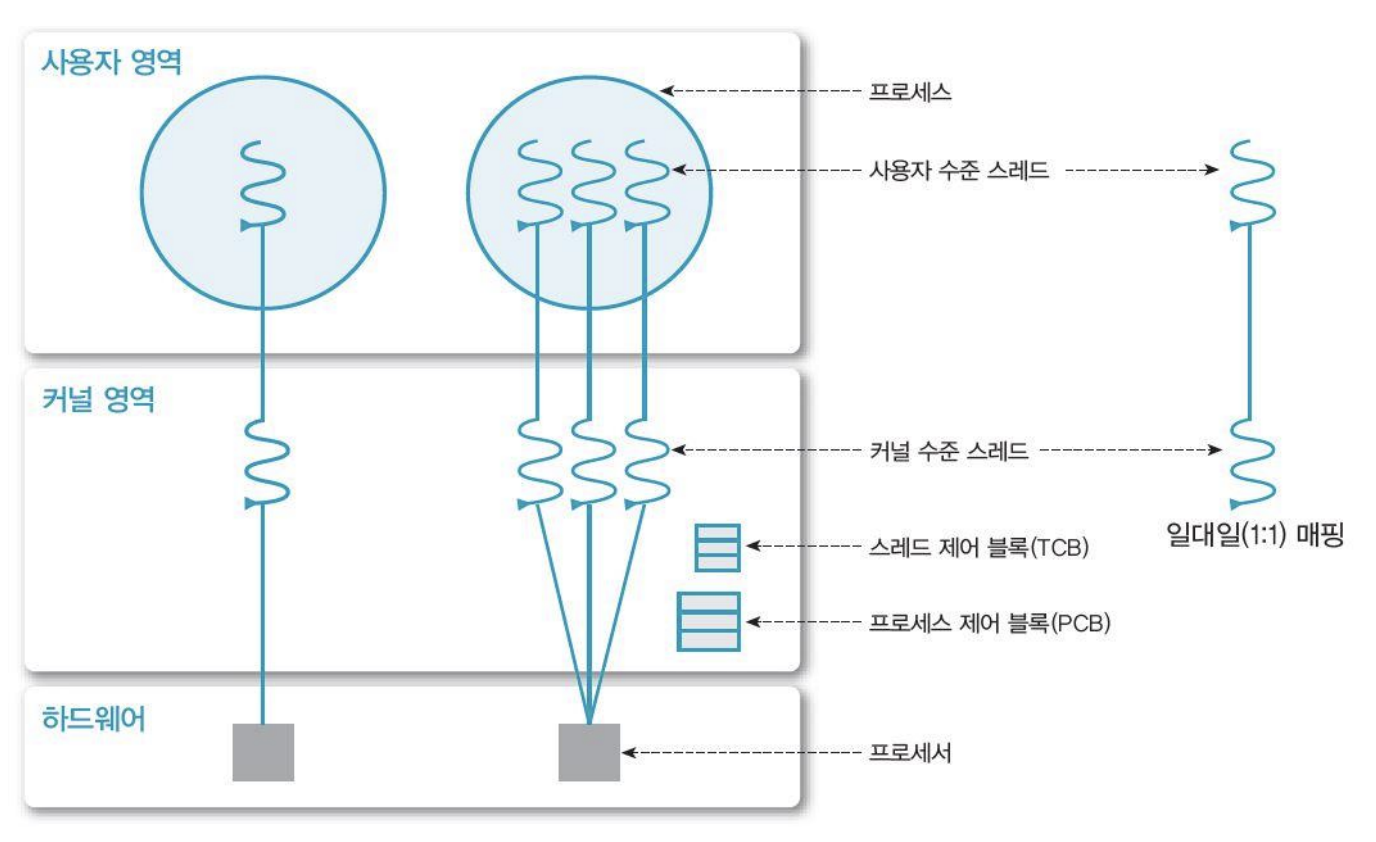 사용자 영역
프로세스
사용자 수준 스레드
커널 영역
커널 수준 스레드
일대일(1:1) 매핑
스레드 제어 블록(TCB)
프로세스 제어 블록(PCB)
하드웨어
프로세서